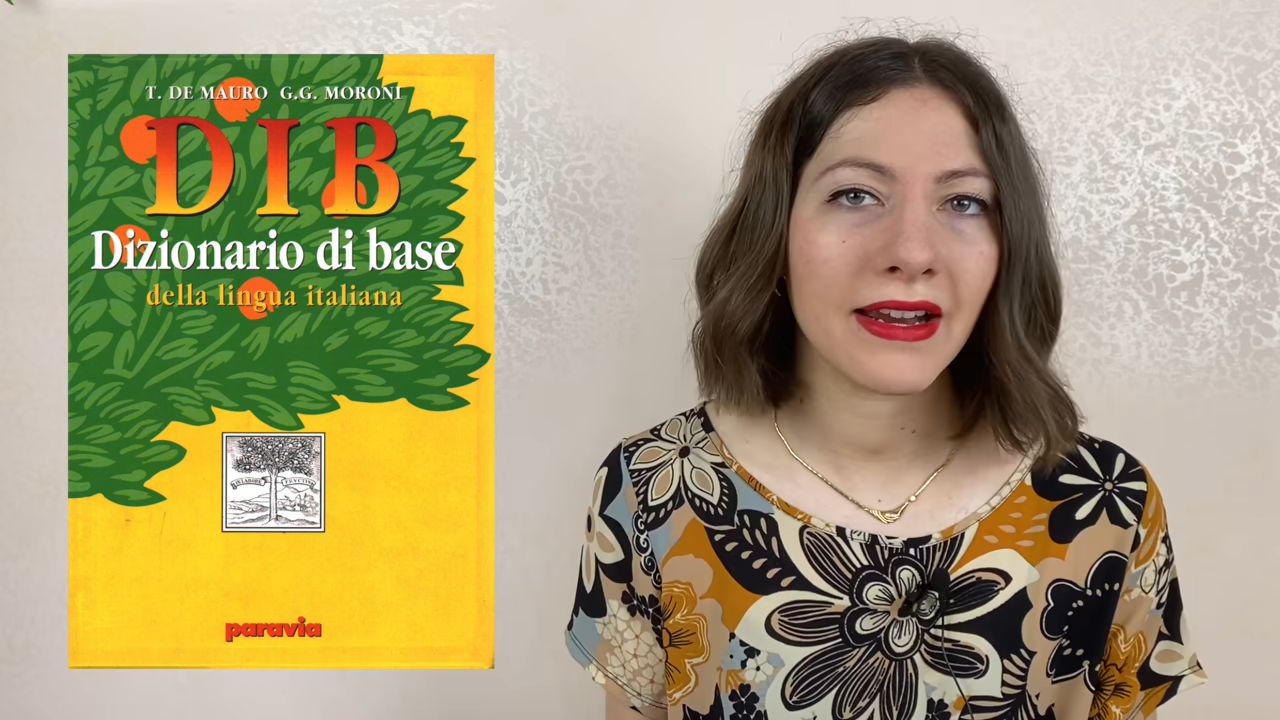 T. DE MAURO G.G. MORONI
DIB
Dizionario di base
della lingua italiana
paravia